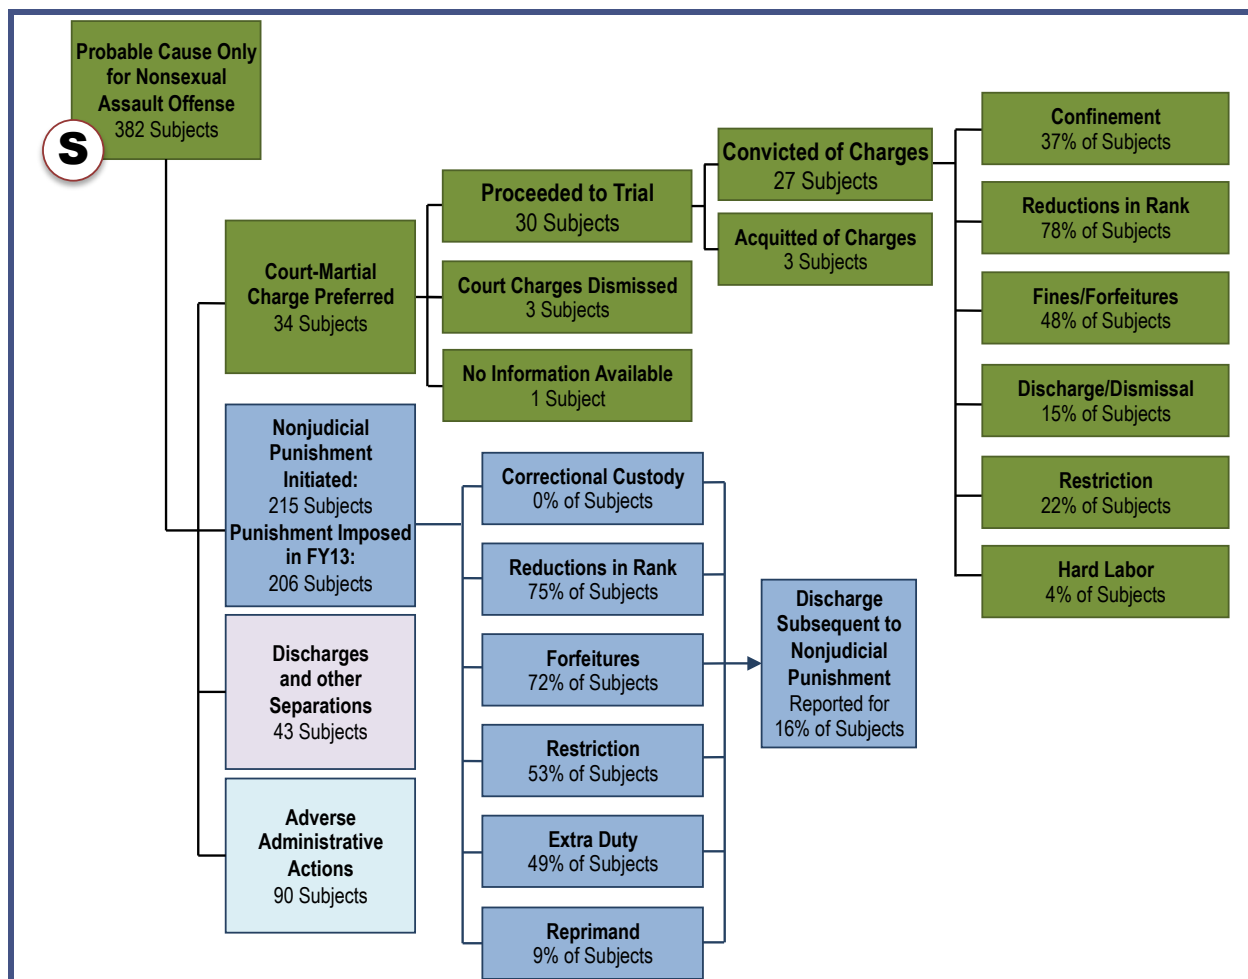 Probable Cause Only
for Nonsexual
Assault Offense
382 Subjects
S
Court-Martial
Charge Preferred
34 Subjects
Proceeded to Trial
30 Subjects
Court Charges Dismissed
3 Subjects
No Information Available
1 Subject
Convicted of Charges
27 Subjects
Acquitted of Charges
3 Subjects
Confinement
37% of Subjects
Reductions in Rank
78% of Subjects
Fines/Forfeitures
48% of Subjects
Discharge/Dismissal
15% of Subjects
Restriction
22% of Subjects
Hard Labor
4% of Subjects
Nonjudicial
Punishment
Initiated:
215 Subjects
Punishment Imposed
in FY13:
206 Subjects
Correctional Custody
0% of Subjects
Reductions in Rank
75% of Subjects
Forfeitures
72% of Subjects
Restriction
53% of Subjects
Extra Duty
49% of Subjects
Reprimand
9% of Subjects
Discharge
Subsequent to
Nonjudicial
Punishment
Reported for
16% of Subjects
Discharges
and other
Separations
43 Subjects
Adverse
Administrative
Actions
90 Subjects